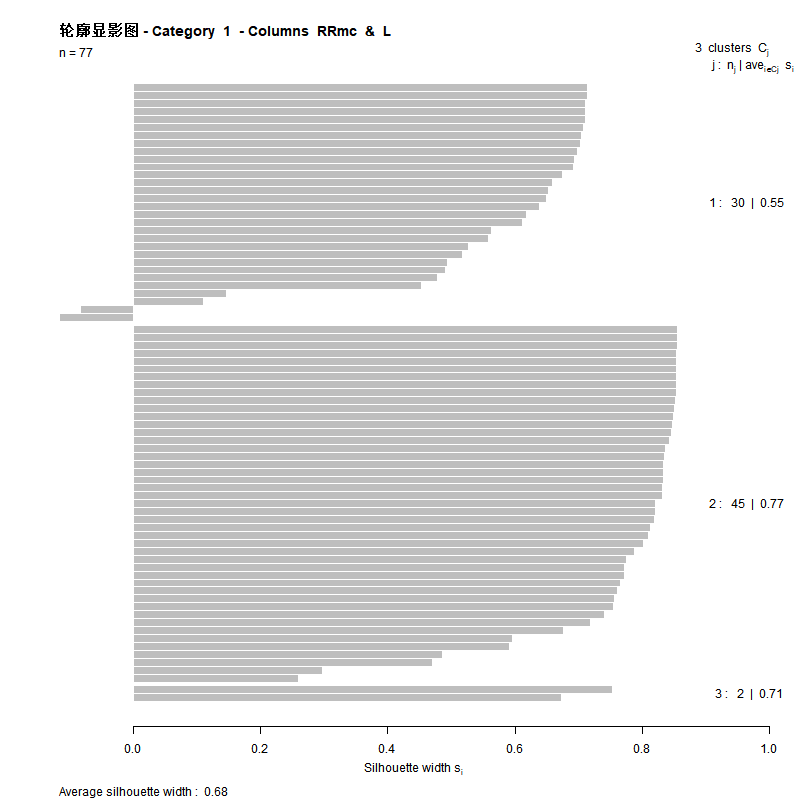 轮廓显影图 - Category 1 - Columns RRmc & L
n = 77
3 clusters Cj
j : nj | avei∈Cj si
1 : 30 | 0.55
2 : 45 | 0.77
3 : 2 | 0.71
0.0 0.2 0.4 0.6 0.8 1.0
Silhouette width si
Average silhouette width : 0.68